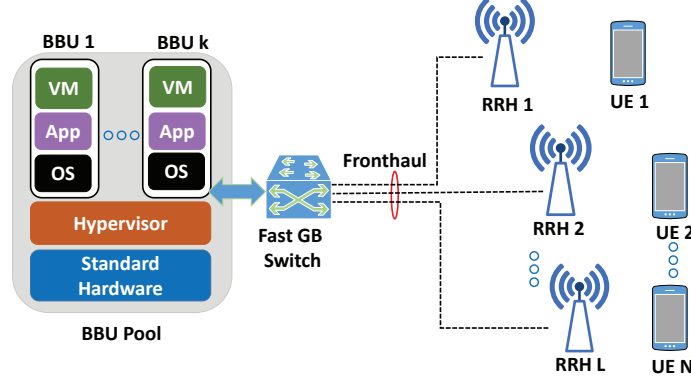 BBU 1
BBU k
VM
App
OS
VM
App
OS
Hypervisor
Standard
Hardware
BBU Pool
Fast GB
Switch
Fronthaul
RRH 1
UE 1
RRH 2
UE 2
RRH L
UE N